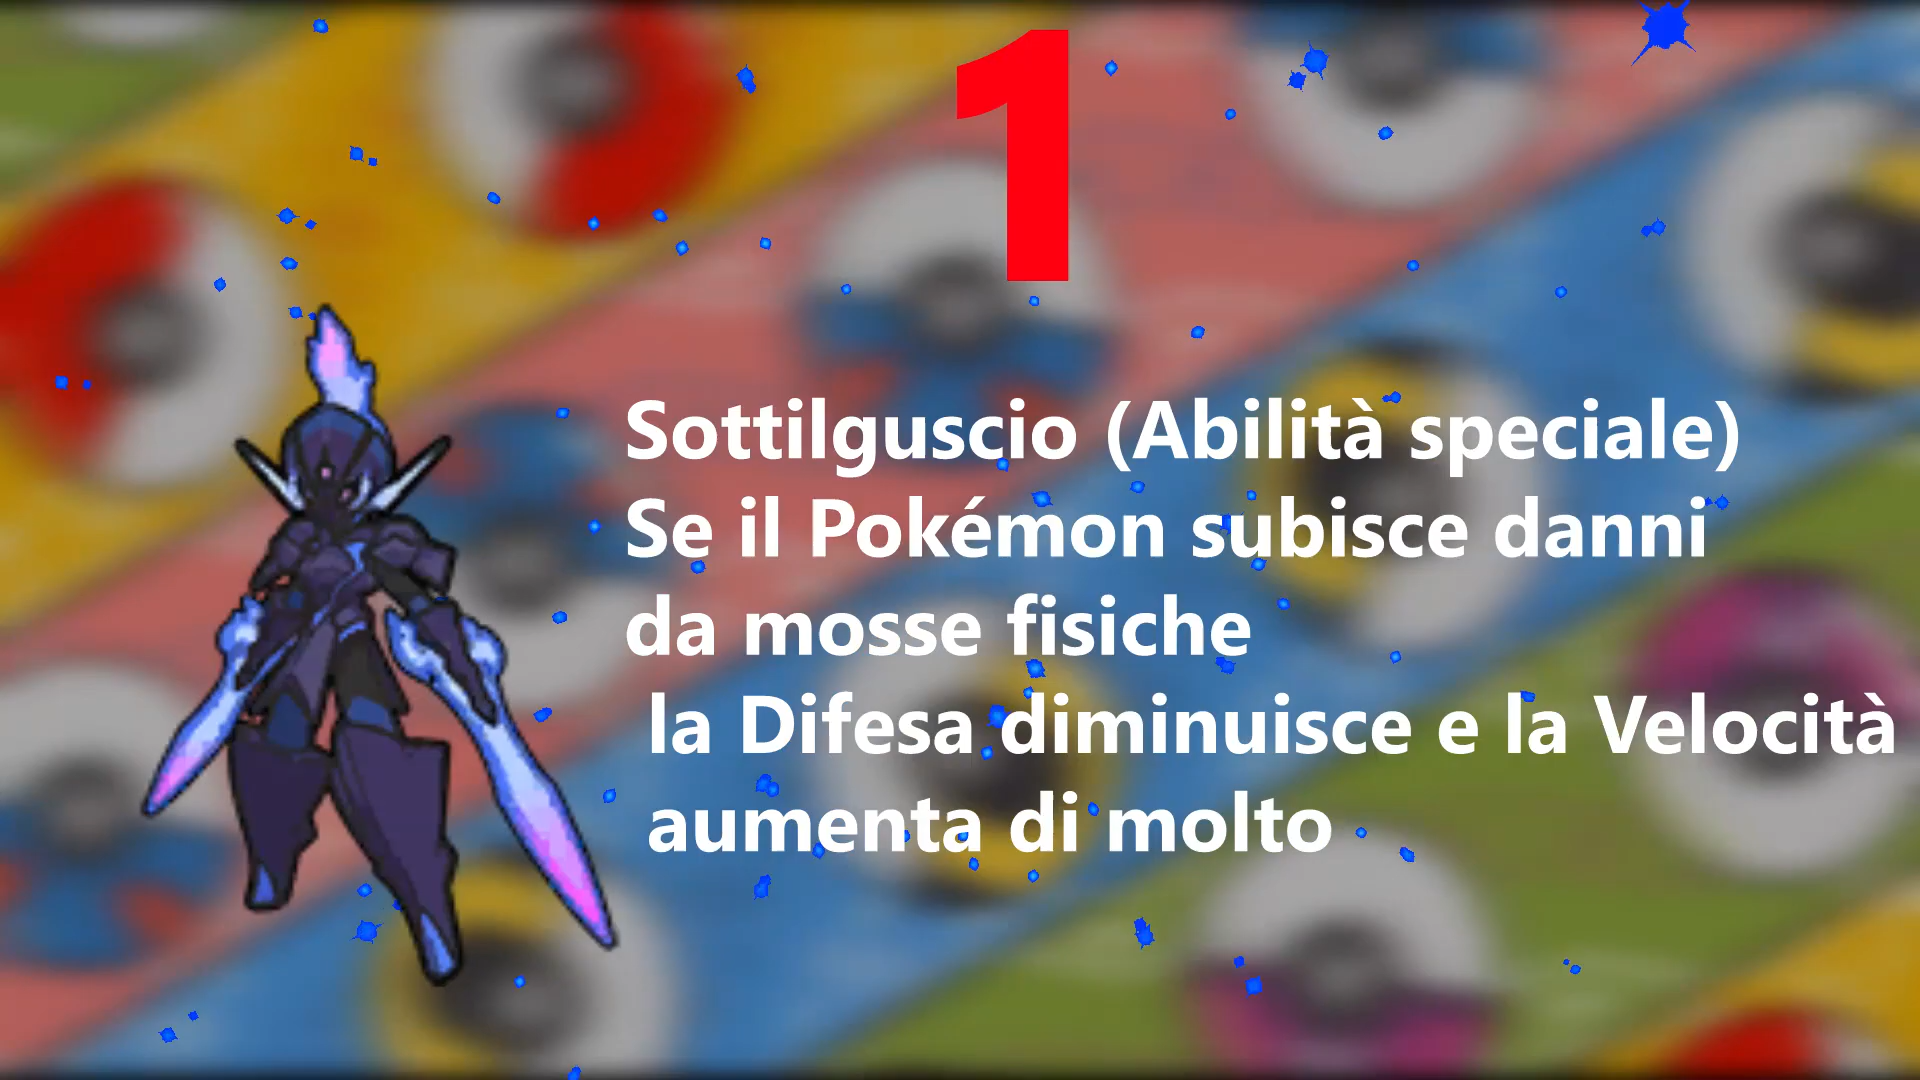 1
Sottilguscio (Abilità speciale)
Se il Pokémon subisce danni
da mosse fisiche
la Difesa diminuisce e la Velocità
aumenta di molto